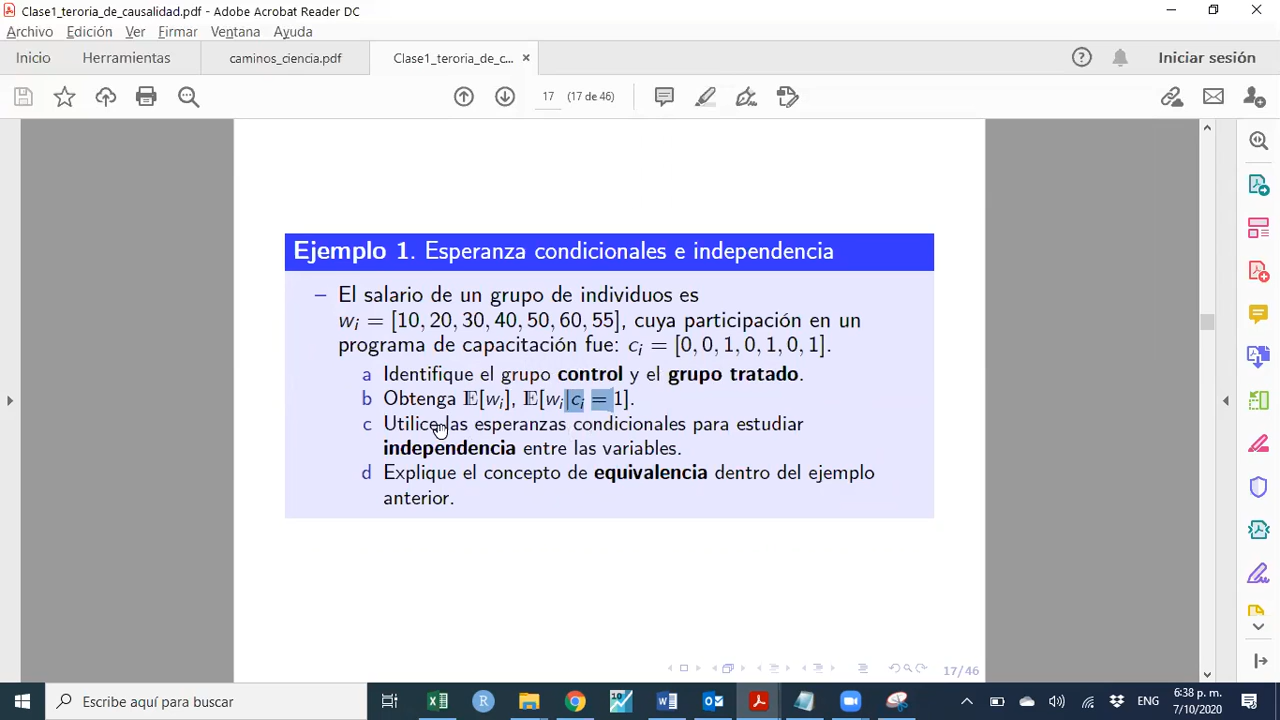 Clase1_teroria_de_causalidad.pdf - Adobe Acrobat Reader DC
Archivo Edición Ver Firmar Ventana Ayuda
Inicio Herramientas caminos_ciencia.pdf Clase1_teroria_de_c... × Iniciar sesión
17 (17 de 46)
Ejemplo 1. Esperanza condicionales e independencia
– El salario de un grupo de individuos es
wᵢ = [10, 20, 30, 40, 50, 60, 55], cuya participación en un
programa de capacitación fue: cᵢ = [0, 0, 1, 0, 1, 0, 1].
a Identifique el grupo control y el grupo tratado.
b Obtenga 𝔼[wᵢ], 𝔼[wᵢ|cᵢ = 1].
c Utilice las esperanzas condicionales para estudiar
independencia entre las variables.
d Explique el concepto de equivalencia dentro del ejemplo
anterior.
17/46
Escribe aquí para buscar
ENG
6:38 p. m.
7/10/2020